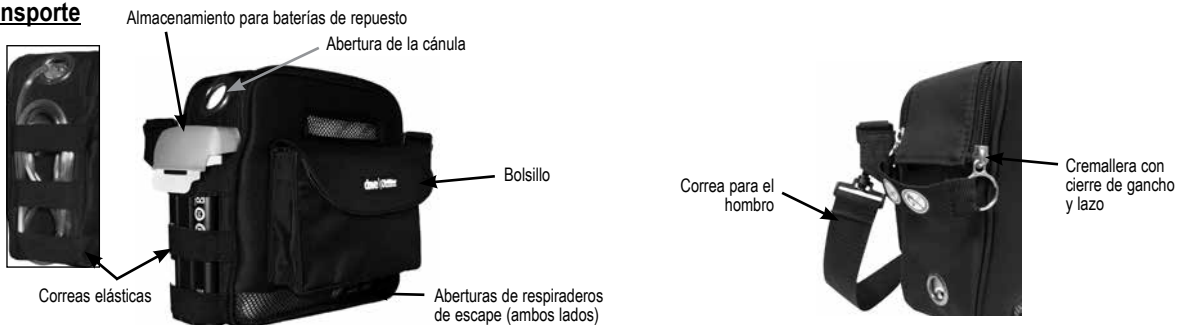 nsporte
Almacenamiento para baterías de repuesto
Abertura de la cánula
Bolsillo
Correas elásticas
Aberturas de respiraderos
de escape (ambos lados)
Correa para el
hombro
Cremallera con
cierre de gancho
y lazo